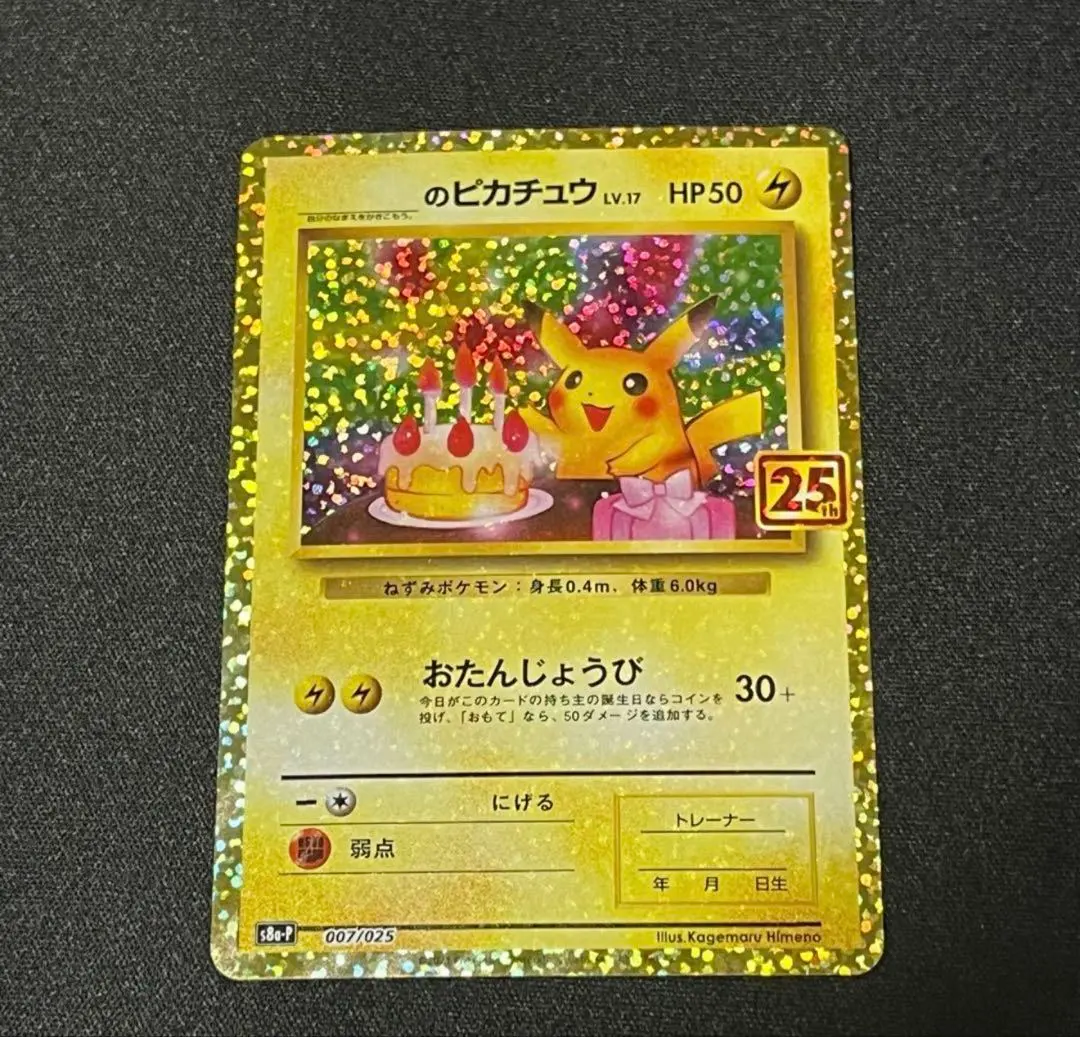 のピカチュウ LV.17 HP50
自分のなまえをかきこもう。
25th
ねずみポケモン：身長0.4m、体重6.0kg
おたんじょうび 30+
今日がこのカードの持ち主の誕生日ならコインを
投げ、「おもて」なら、50ダメージを追加する。
にげる
弱点
トレーナー
年 月 日生
s8a-P 007/025 Illus.Kagemaru Himeno